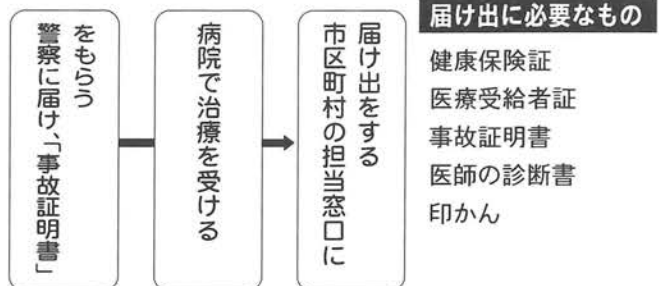 警察に届け、「事故証明書」
をもらう
病院で治療を受ける
市区町村の担当窓口に
届け出をする
届け出に必要なもの
健康保険証
医療受給者証
事故証明書
医師の診断書
印かん